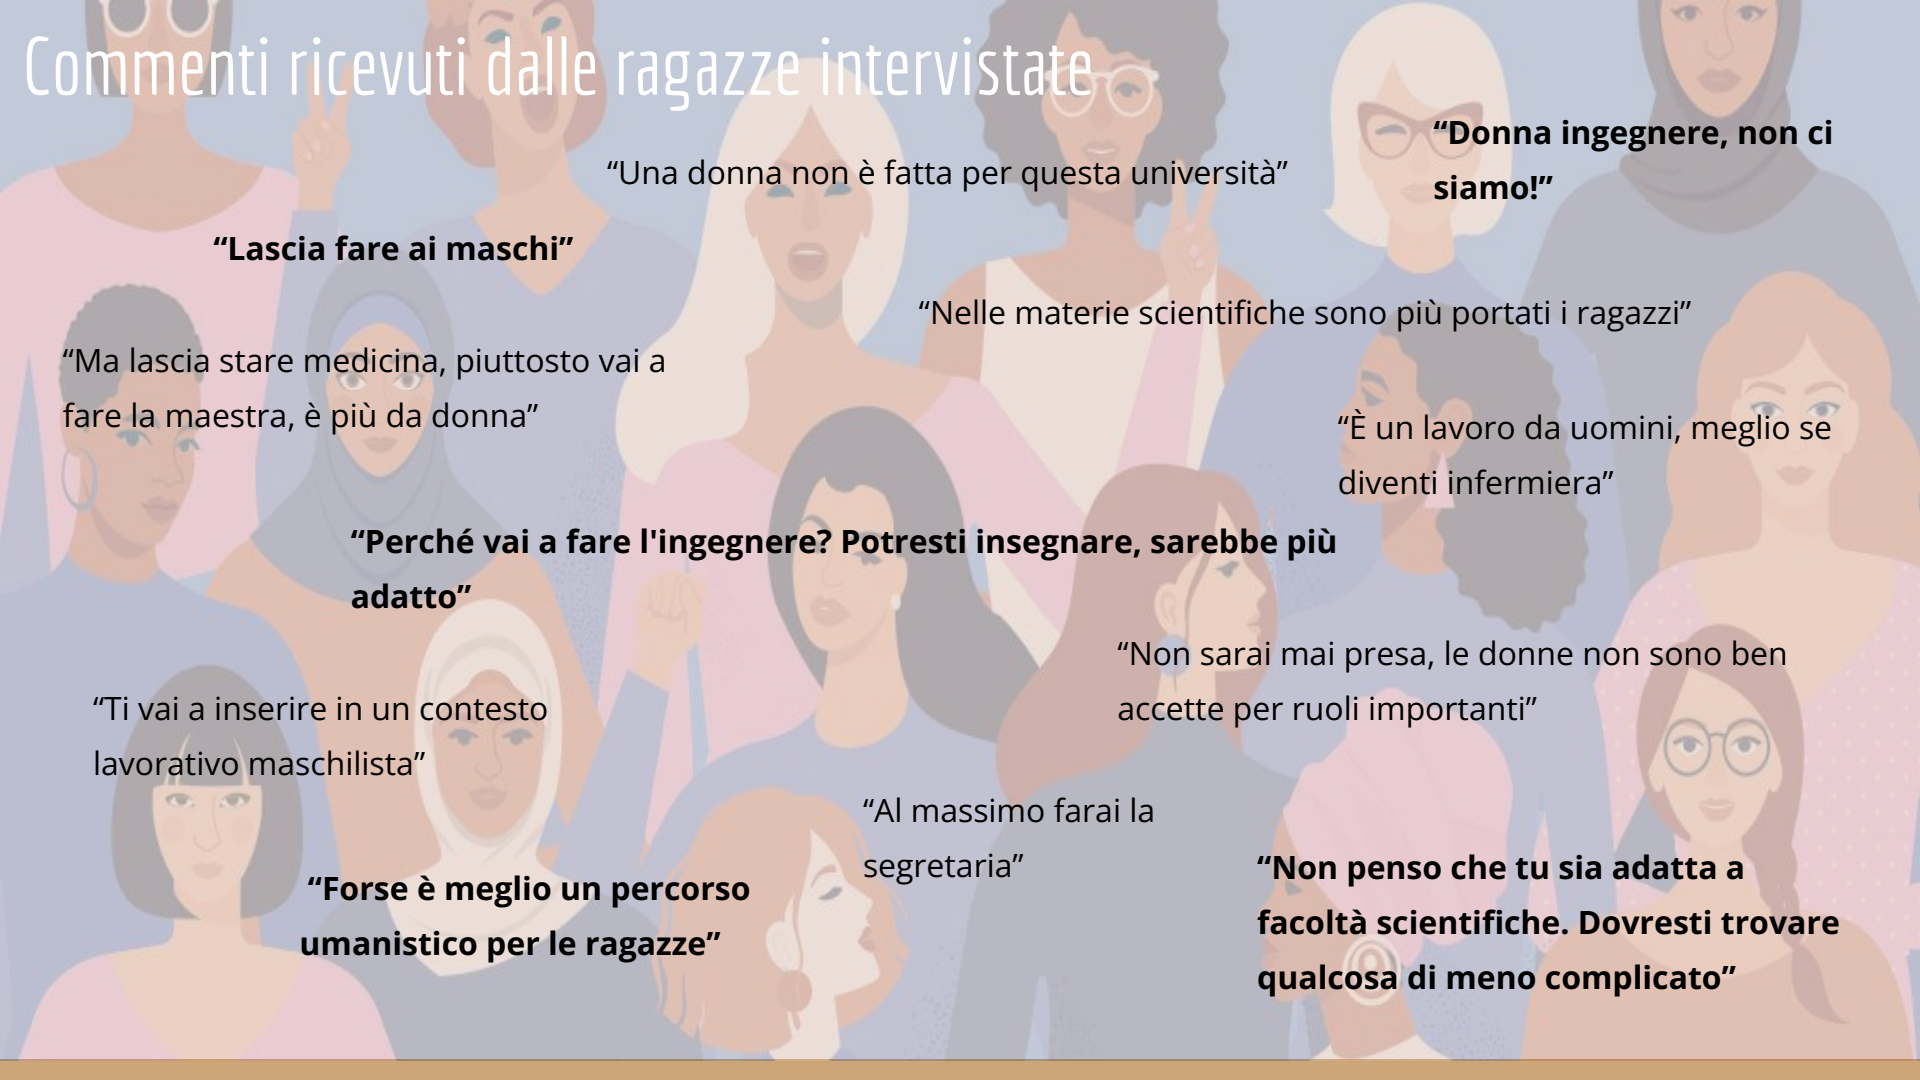 Commenti ricevuti dalle ragazze intervistate
“Donna ingegnere, non ci
siamo!”
“Una donna non è fatta per questa università”
“Lascia fare ai maschi”
“Nelle materie scientifiche sono più portati i ragazzi”
“Ma lascia stare medicina, piuttosto vai a
fare la maestra, è più da donna”
“È un lavoro da uomini, meglio se
diventi infermiera”
“Perché vai a fare l'ingegnere? Potresti insegnare, sarebbe più
adatto”
“Non sarai mai presa, le donne non sono ben
accette per ruoli importanti”
“Ti vai a inserire in un contesto
lavorativo maschilista”
“Al massimo farai la
segretaria”
“Forse è meglio un percorso
umanistico per le ragazze”
“Non penso che tu sia adatta a
facoltà scientifiche. Dovresti trovare
qualcosa di meno complicato”